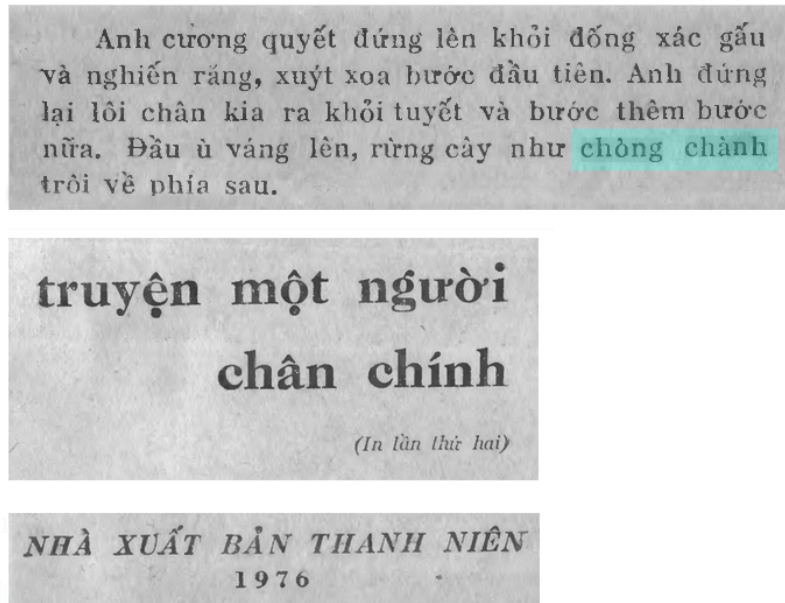 Anh cương quyết đứng lên khỏi đống xác gấu
và nghiến răng, xuýt xoa bước đầu tiên. Anh đứng
lại lôi chân kia ra khỏi tuyết và bước thêm bước
nữa. Đầu ù váng lên, rừng cây như chòng chành
trôi về phía sau.
truyện một người
chân chính
(In lần thứ hai)
NHÀ XUẤT BẢN THANH NIÊN
1976